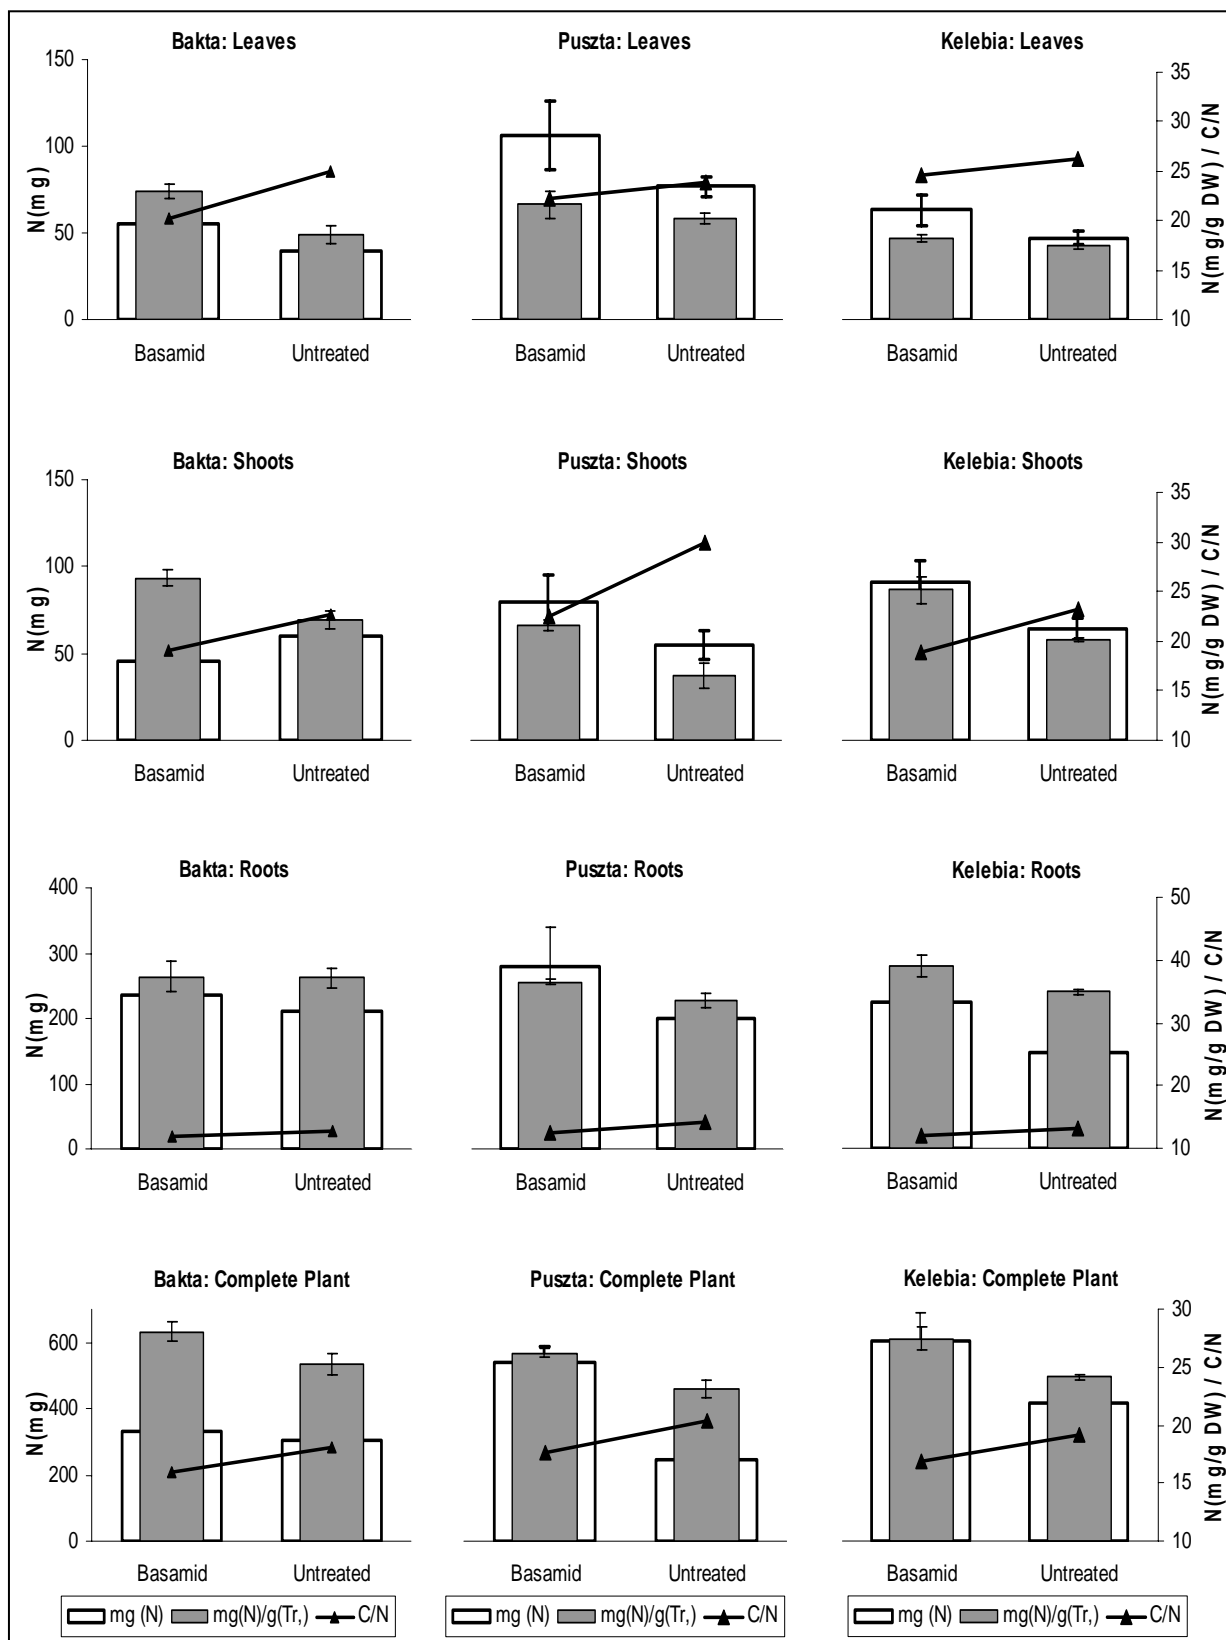 Bakta: Leaves
Puszta: Leaves
Kelebia: Leaves
150
100
50
0
N(mg)
35
30
25
20
15
10
N(mg/g DW) / C/N
Basamid Untreated
Basamid Untreated
Basamid Untreated
Bakta: Shoots
Puszta: Shoots
Kelebia: Shoots
150
100
50
0
N(mg)
35
30
25
20
15
10
N(mg/g DW) / C/N
Basamid Untreated
Basamid Untreated
Basamid Untreated
Bakta: Roots
Puszta: Roots
Kelebia: Roots
400
300
200
100
0
N(mg)
50
40
30
20
10
N(mg/g DW) / C/N
Basamid Untreated
Basamid Untreated
Basamid Untreated
Bakta: Complete Plant
Puszta: Complete Plant
Kelebia: Complete Plant
600
400
200
0
N(mg)
30
25
20
15
10
N(mg/g DW) / C/N
Basamid Untreated
Basamid Untreated
Basamid Untreated
mg (N) mg(N)/g(Tr,) C/N
mg (N) mg(N)/g(Tr,) C/N
mg (N) mg(N)/g(Tr,) C/N